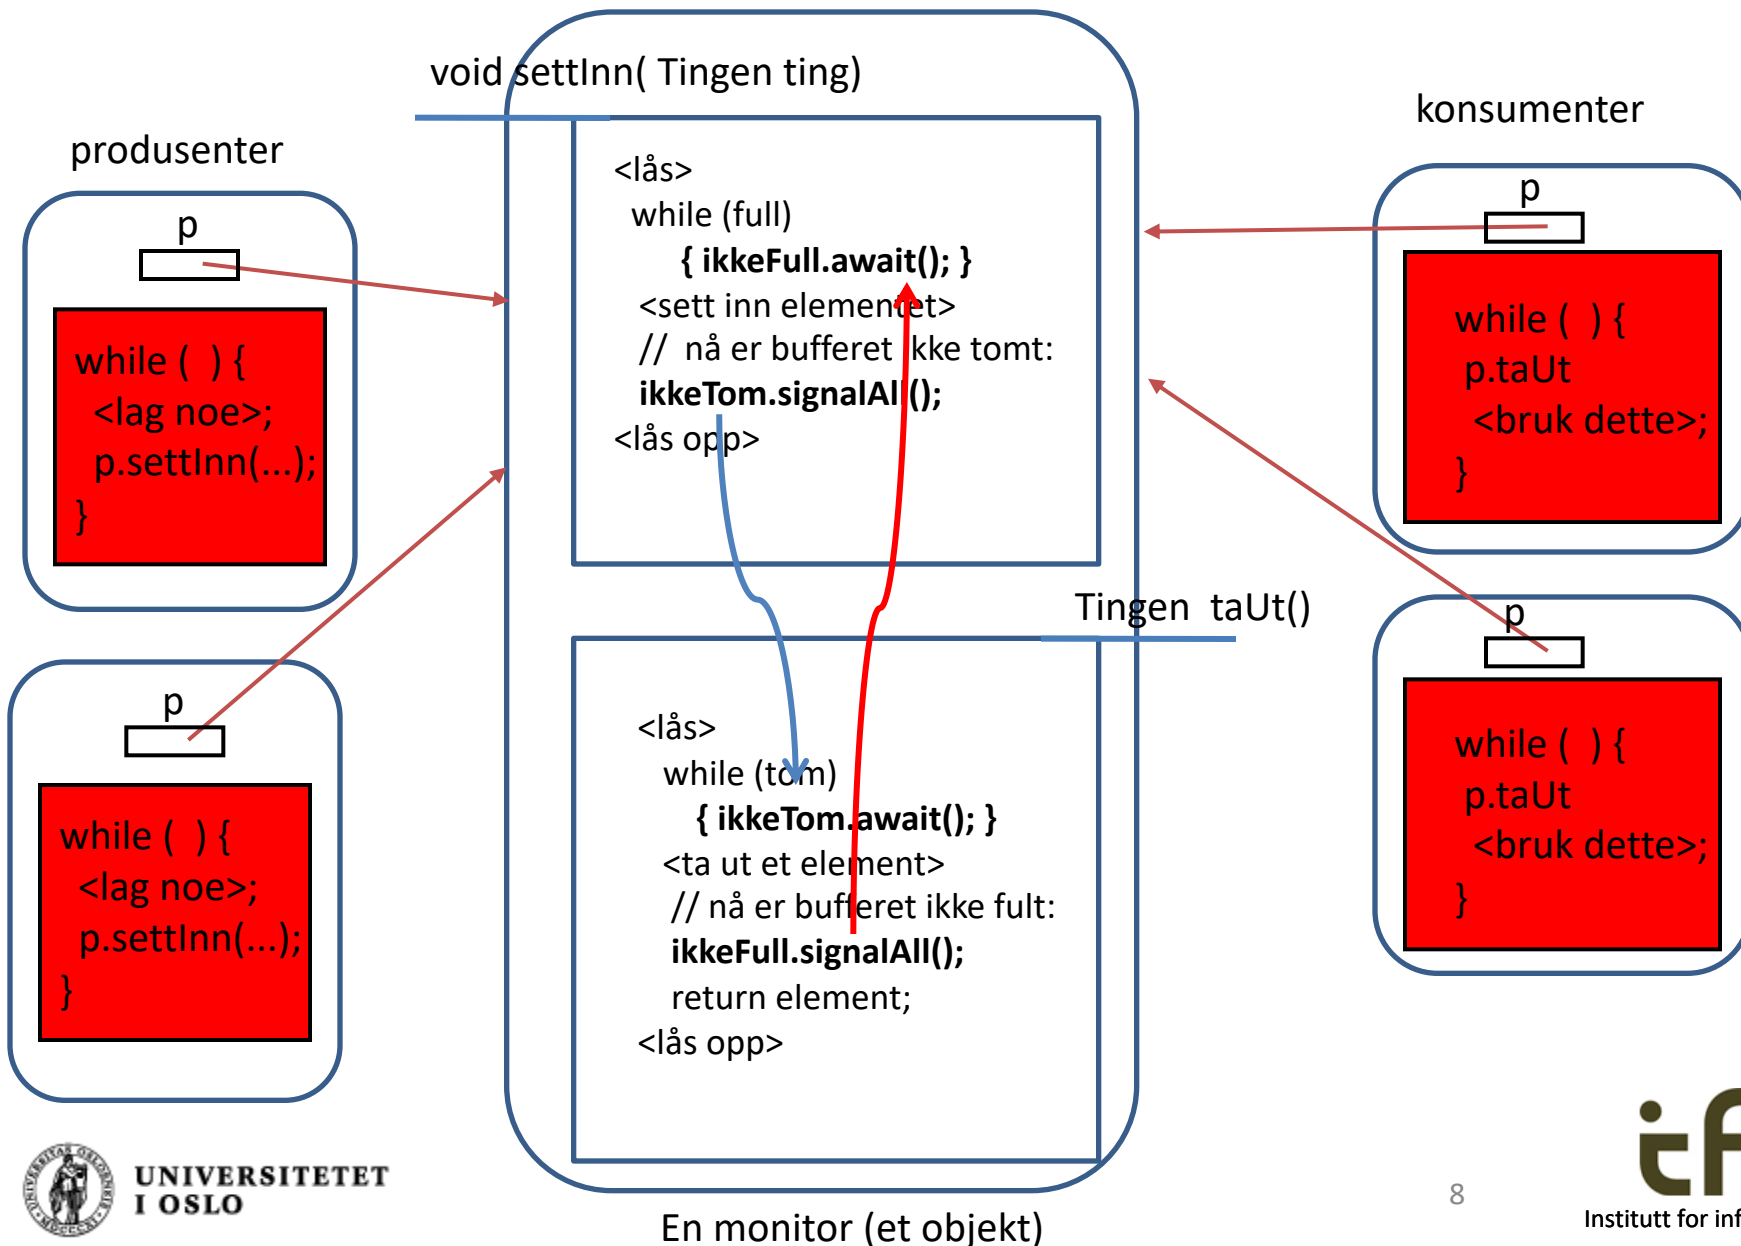 void settInn( Tingen ting)
produsenter
p
while (  ) {
<lag noe>;
p.settInn(...);
}
p
while (  ) {
<lag noe>;
p.settInn(...);
}
<lås>
while (full)
{ ikkeFull.await(); }
<sett inn elementet>
//  nå er bufferet ikke tomt:
ikkeTom.signalAll();
<lås opp>
Tingen  taUt()
<lås>
while (tom)
{ ikkeTom.await(); }
<ta ut et element>
// nå er bufferet ikke fult:
ikkeFull.signalAll();
return element;
<lås opp>
En monitor (et objekt)
konsumenter
p
while (  ) {
p.taUt
<bruk dette>;
}
p
while (  ) {
p.taUt
<bruk dette>;
}
UNIVERSITETET
I OSLO
8
Institutt for inf